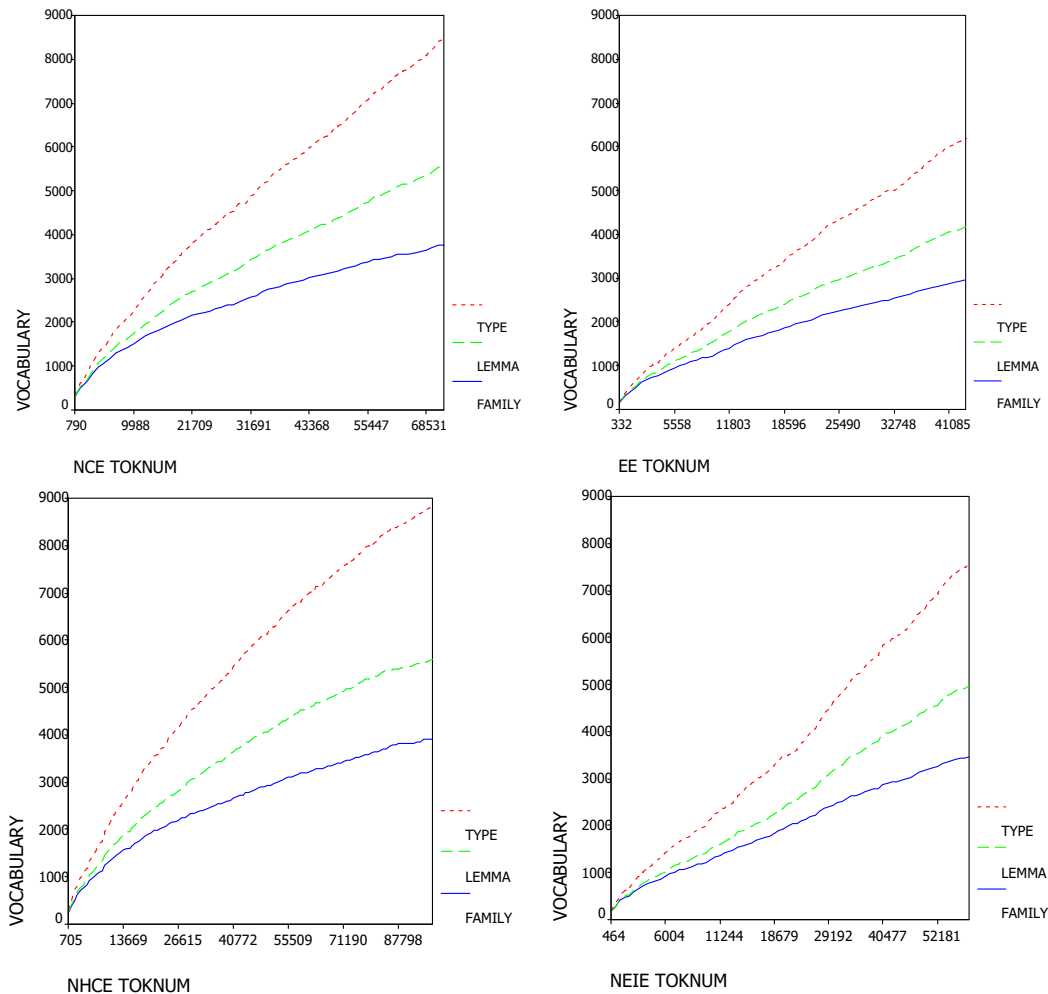 9000
8000
7000
6000
5000
4000
3000
2000
1000
0
VOCABULARY
790 9988 21709 31691 43368 55447 68531
NCE TOKNUM
TYPE
LEMMA
FAMILY
9000
8000
7000
6000
5000
4000
3000
2000
1000
0
VOCABULARY
332 5558 11803 18596 25490 32748 41085
EE TOKNUM
TYPE
LEMMA
FAMILY
9000
8000
7000
6000
5000
4000
3000
2000
1000
0
VOCABULARY
705 13669 26615 40772 55509 71190 87798
NHCE TOKNUM
TYPE
LEMMA
FAMILY
9000
8000
7000
6000
5000
4000
3000
2000
1000
0
VOCABULARY
464 6004 11244 18679 29192 40477 52181
NEIE TOKNUM
TYPE
LEMMA
FAMILY